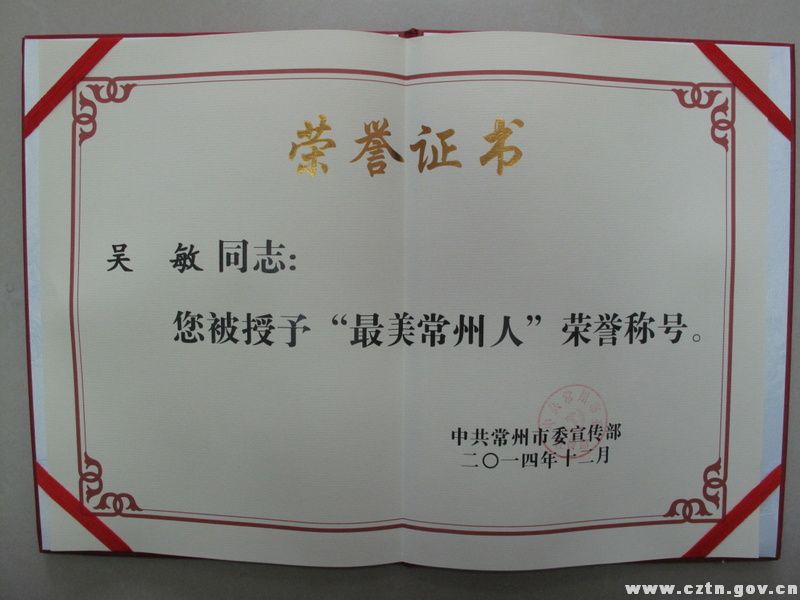 荣誉证书
吴 敏 同志:
您被授予“最美常州人”荣誉称号。
中共常州市委宣传部
二〇一四年十二月
www.cztn.gov.cn